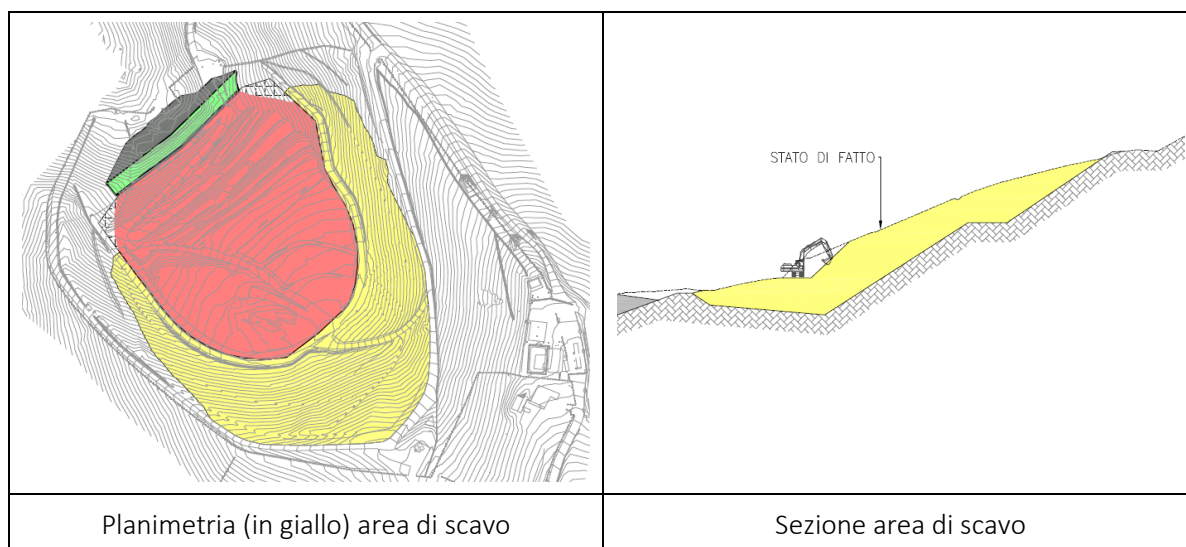 STATO DI FATTO
Planimetria (in giallo) area di scavo
Sezione area di scavo